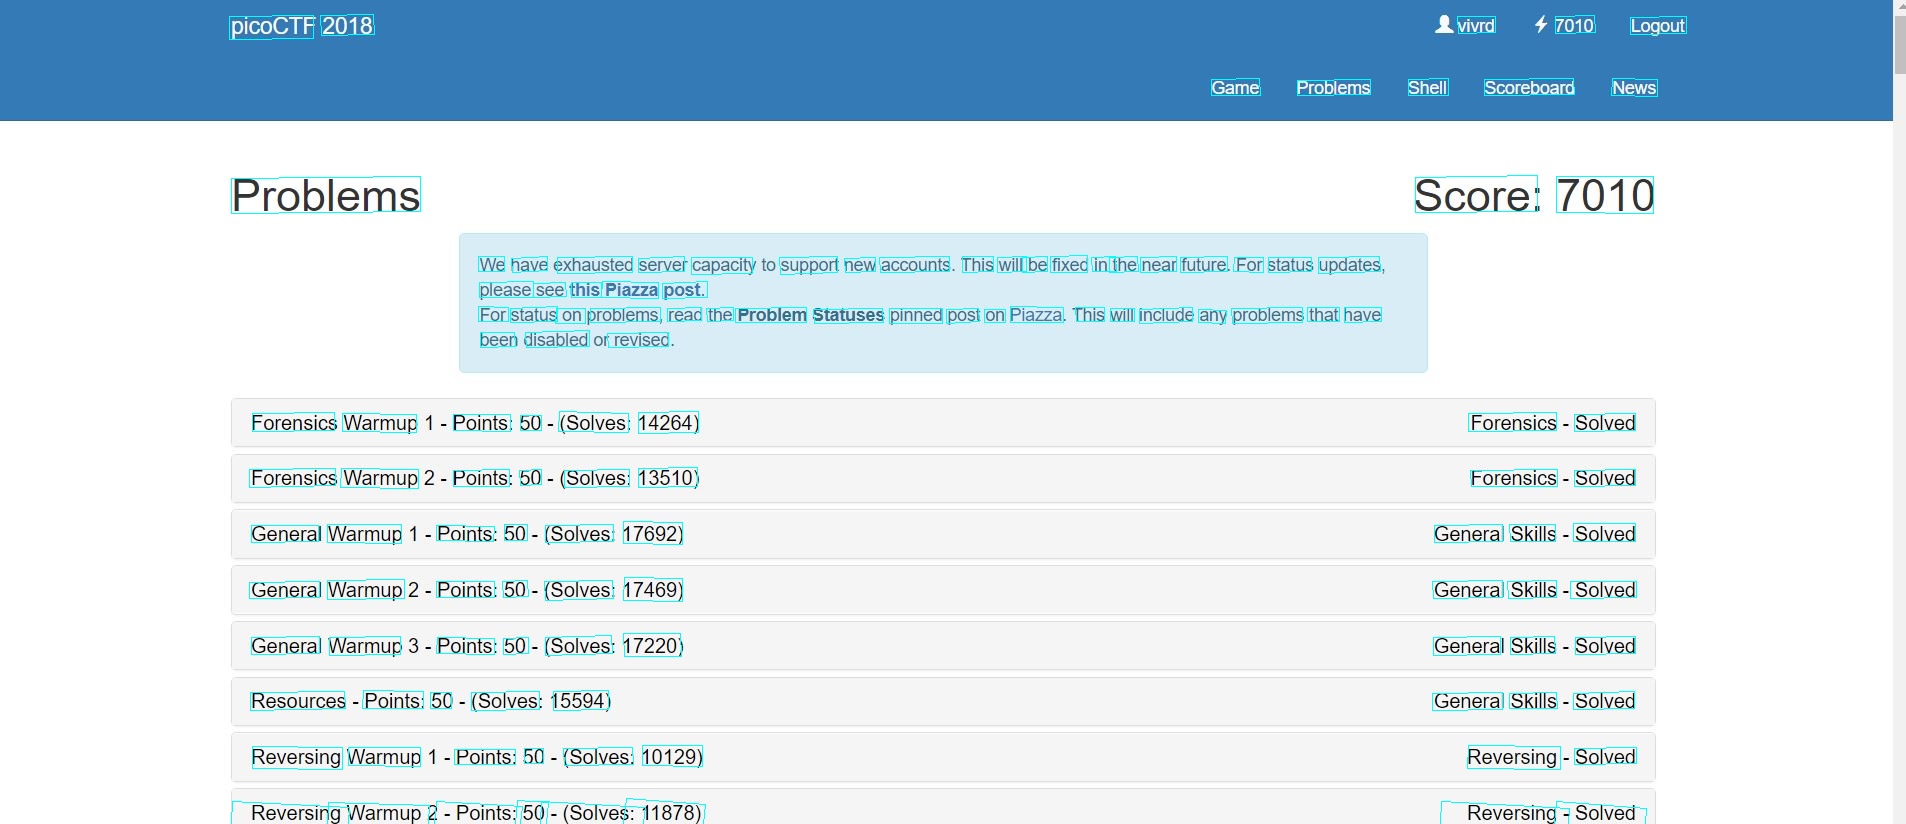 picoCTF 2018 vivrd 7010 Logout
Game Problems Shell Scoreboard News
Problems Score: 7010
We have exhausted server capacity to support new accounts. This will be fixed in the near future. For status updates,
please see this Piazza post.
For status on problems, read the Problem Statuses pinned post on Piazza. This will include any problems that have
been disabled or revised.
Forensics Warmup 1 - Points: 50 - (Solves: 14264) Forensics - Solved
Forensics Warmup 2 - Points: 50 - (Solves: 13510) Forensics - Solved
General Warmup 1 - Points: 50 - (Solves: 17692) General Skills - Solved
General Warmup 2 - Points: 50 - (Solves: 17469) General Skills - Solved
General Warmup 3 - Points: 50 - (Solves: 17220) General Skills - Solved
Resources - Points: 50 - (Solves: 15594) General Skills - Solved
Reversing Warmup 1 - Points: 50 - (Solves: 10129) Reversing - Solved
Reversing Warmup 2 - Points: 50 - (Solves: 11878) Reversing - Solved